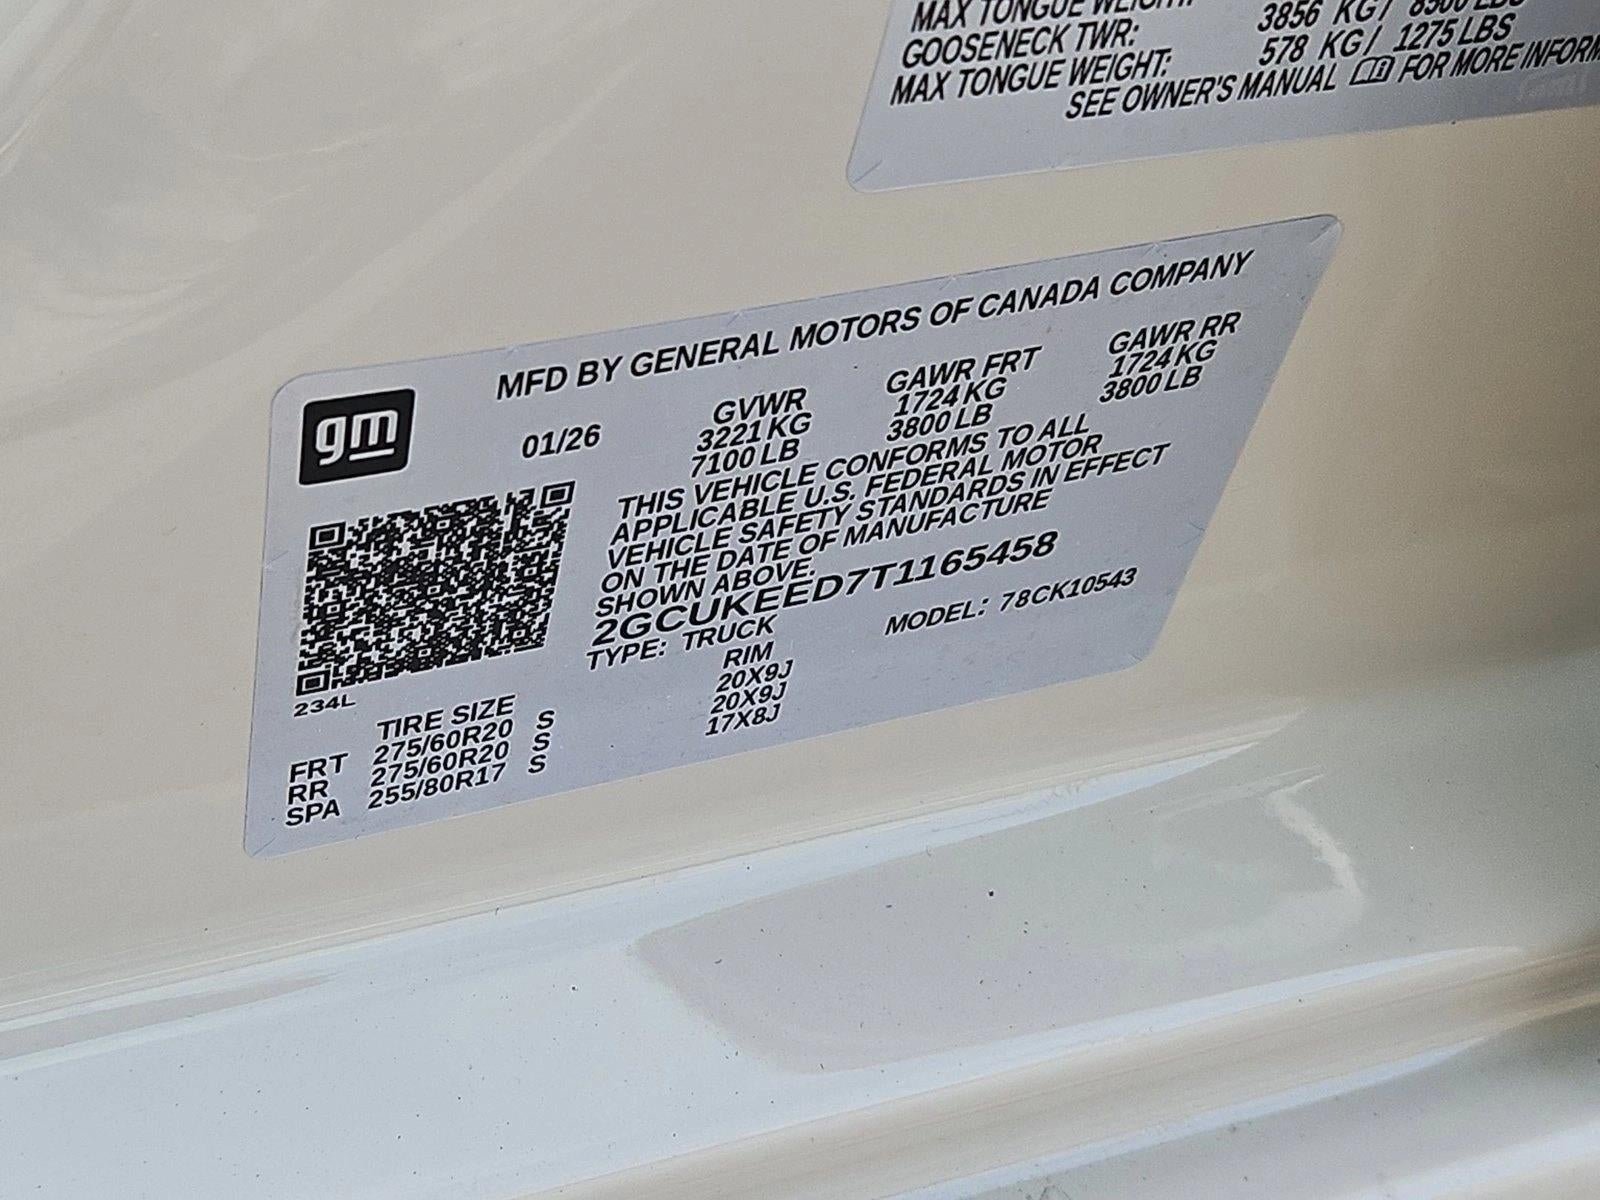 MAX TONGUE WEIGHT: 3856 KG/ 8500 LBS
GOOSENECK TWR: 578 KG/ 1275 LBS
MAX TONGUE WEIGHT:
SEE OWNER'S MANUAL FOR MORE
MFD BY GENERAL MOTORS OF CANADA COMPANY
gm
01/26
GVWR GAWR FRT GAWR RR
3221 KG 1724 KG 1724 KG
7100 LB 3800 LB 3800 LB
THIS VEHICLE CONFORMS TO ALL
APPLICABLE U.S. FEDERAL MOTOR
VEHICLE SAFETY STANDARDS IN EFFECT
ON THE DATE OF MANUFACTURE
SHOWN ABOVE.
2GCUKEED7T1165458
TYPE: TRUCK MODEL: 78CK10543
234L
TIRE SIZE RIM
FRT 275/60R20 S 20X9J
RR 275/60R20 S 20X9J
SPA 255/80R17 S 17X8J